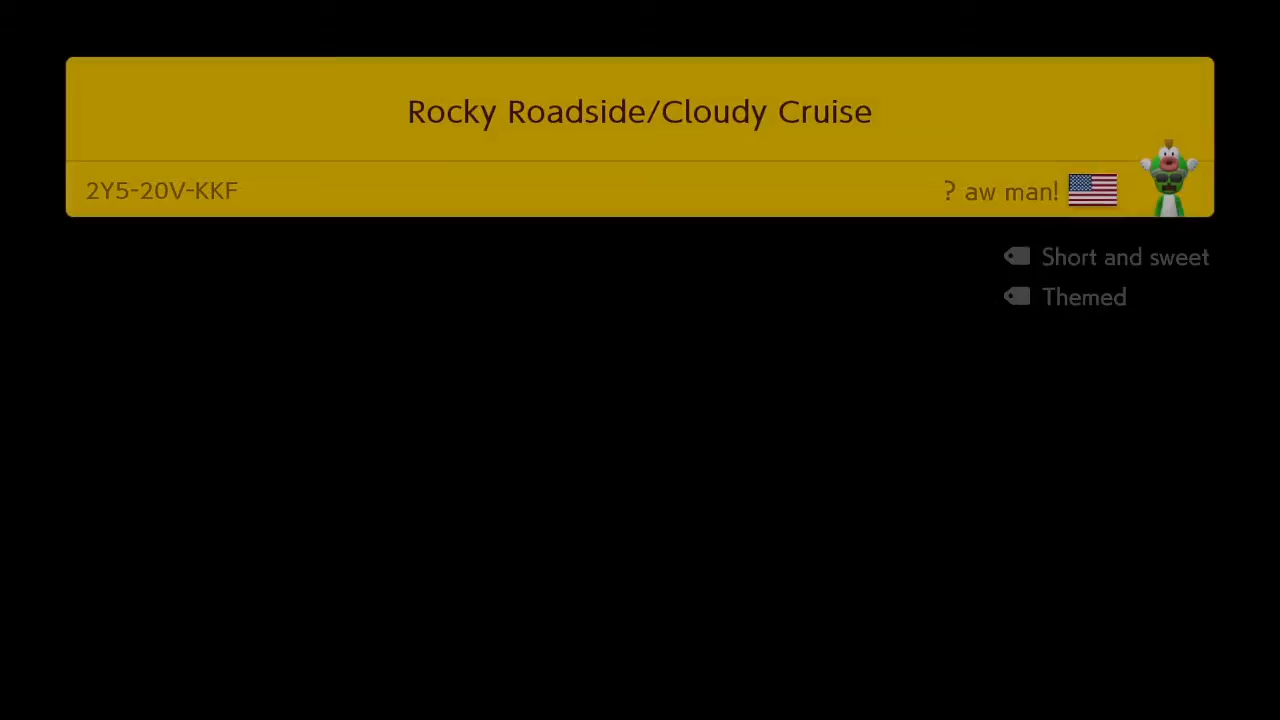 Rocky Roadside/Cloudy Cruise
2Y5-20V-KKF
? aw man!
Short and sweet
Themed